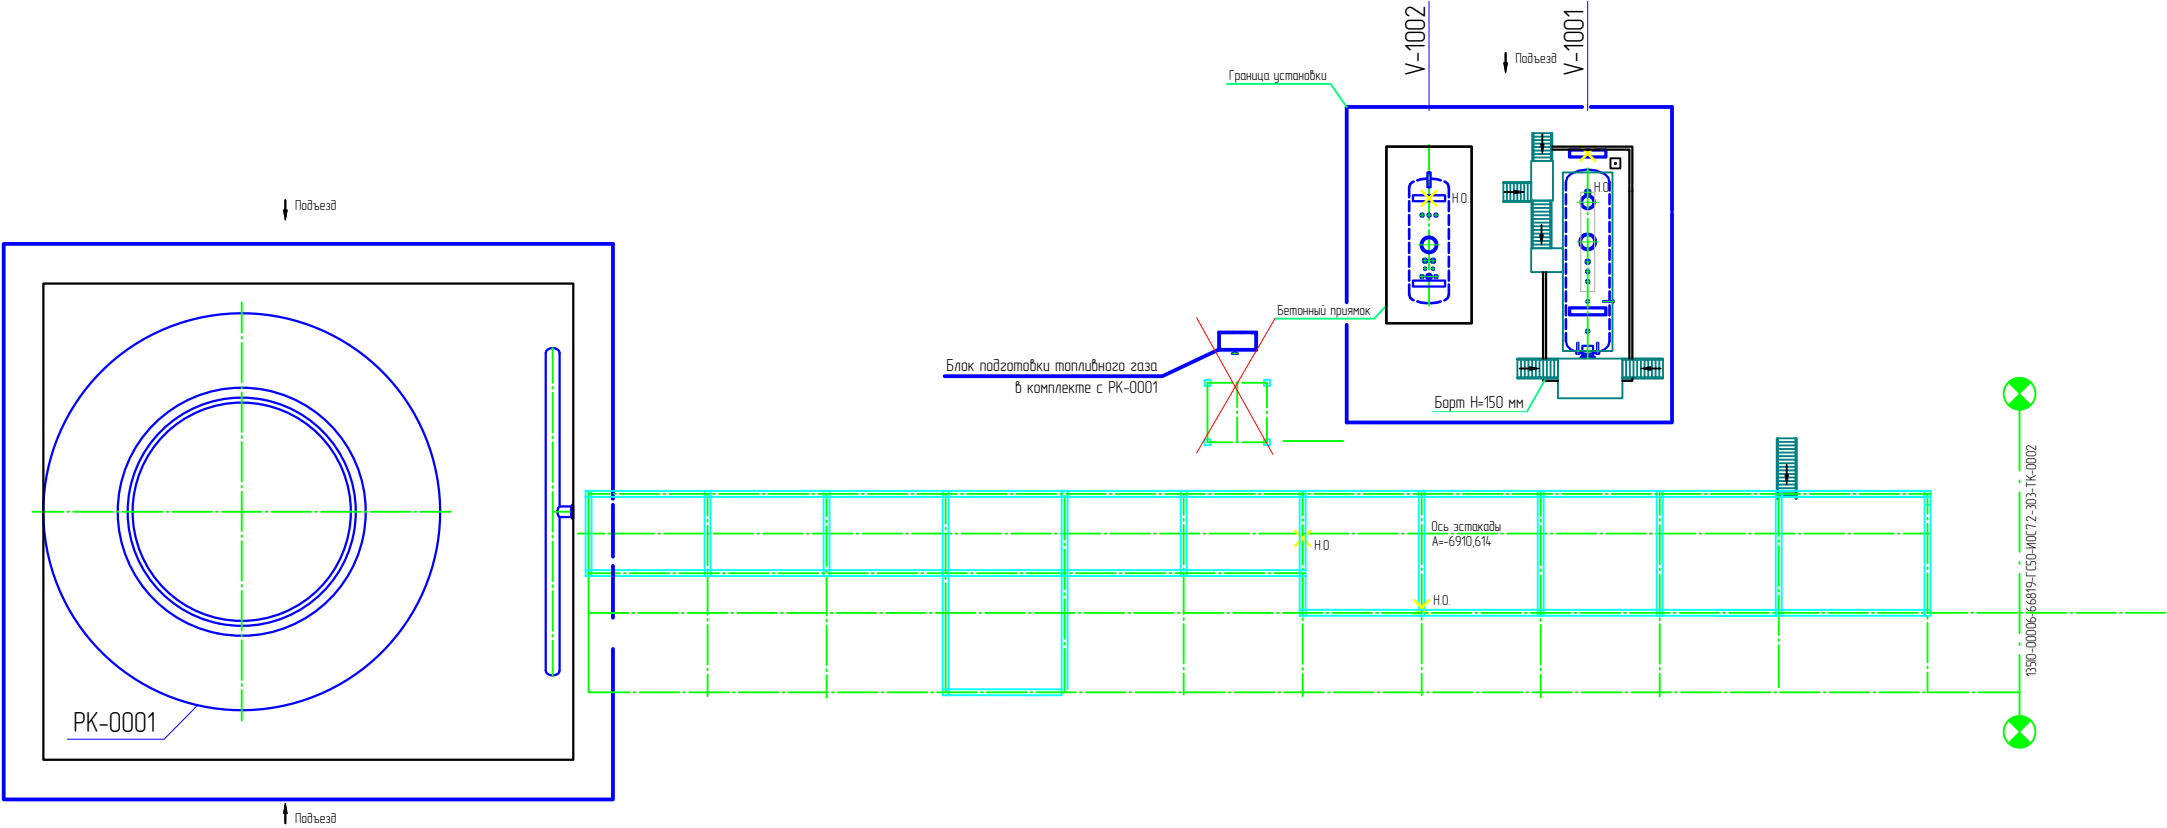 V-1002
V-1001
Подъезд
Граница установки
Н.О.
Н.О.
Подъезд
Бетонный приямок
Блок подготовки топливного газа
в комплекте с РК-0001
Борт Н=150 мм
Ось эстакады
А=-6910,614
Н.О.
Н.О.
1350-00006-66819-ГС50-ИОС7.2-303-ТК-0002
РК-0001
Подъезд